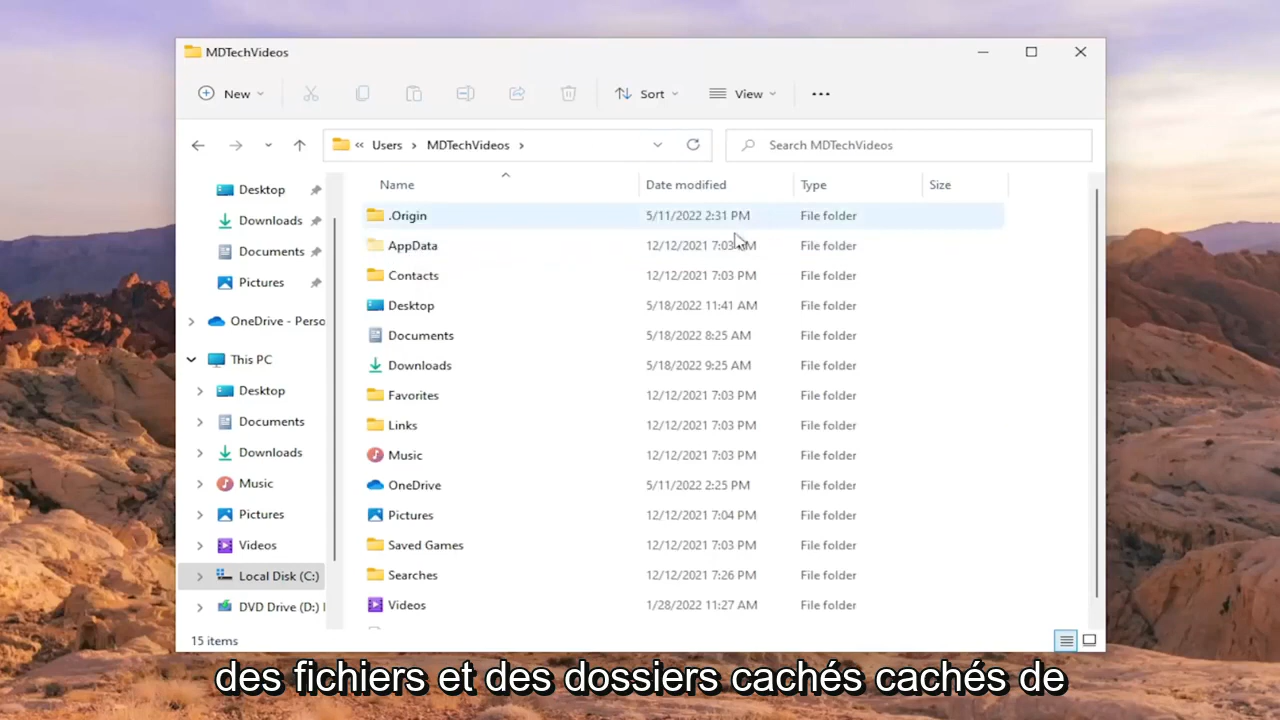 MDTechVideos
New Sort View
« Users › MDTechVideos › Search MDTechVideos
Name Date modified Type Size
Desktop
Downloads
Documents
Pictures
OneDrive - Perso
This PC
Desktop
Documents
Downloads
Music
Pictures
Videos
Local Disk (C:)
DVD Drive (D:)
.Origin 5/11/2022 2:31 PM File folder
AppData 12/12/2021 7:03 PM File folder
Contacts 12/12/2021 7:03 PM File folder
Desktop 5/18/2022 11:41 AM File folder
Documents 5/18/2022 8:25 AM File folder
Downloads 5/18/2022 9:25 AM File folder
Favorites 12/12/2021 7:03 PM File folder
Links 12/12/2021 7:03 PM File folder
Music 12/12/2021 7:03 PM File folder
OneDrive 5/11/2022 2:25 PM File folder
Pictures 12/12/2021 7:04 PM File folder
Saved Games 12/12/2021 7:03 PM File folder
Searches 12/12/2021 7:26 PM File folder
Videos 1/28/2022 11:27 AM File folder
15 items
des fichiers et des dossiers cachés cachés de